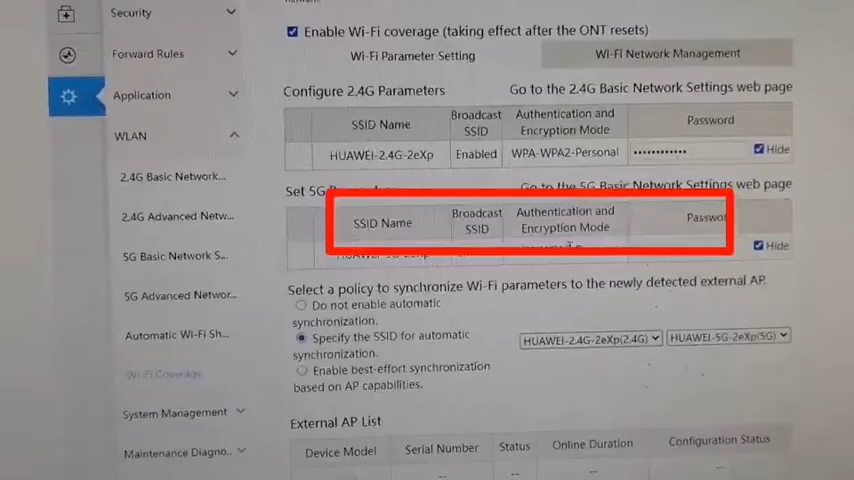 Security
Forward Rules
Application
WLAN
2.4G Basic Network...
2.4G Advanced Netw...
5G Basic Network S...
5G Advanced Networ...
Automatic Wi-Fi Sh...
Wi-Fi Coverage
System Management
Maintenance Diagno...
network.
Enable Wi-Fi coverage (taking effect after the ONT resets)
Wi-Fi Parameter Setting
Wi-Fi Network Management
Configure 2.4G Parameters
Go to the 2.4G Basic Network Settings web page
SSID Name
Broadcast SSID
Authentication and Encryption Mode
Password
HUAWEI-2.4G-2eXp
Enabled
WPA-WPA2-Personal
••••••••••••
Hide
Set 5G
Go to the 5G Basic Network Settings web page
SSID Name
Broadcast SSID
Authentication and Encryption Mode
Passwo
HUAWEI-5G-2eXp
Hide
Select a policy to synchronize Wi-Fi parameters to the newly detected external AP.
Do not enable automatic
synchronization.
Specify the SSID for automatic
synchronization.
HUAWEI-2.4G-2eXp(2.4G)
HUAWEI-5G-2eXp(5G)
Enable best-effort synchronization
based on AP capabilities.
External AP List
Device Model
Serial Number
Status
Online Duration
Configuration Status
--
--
--
--
--